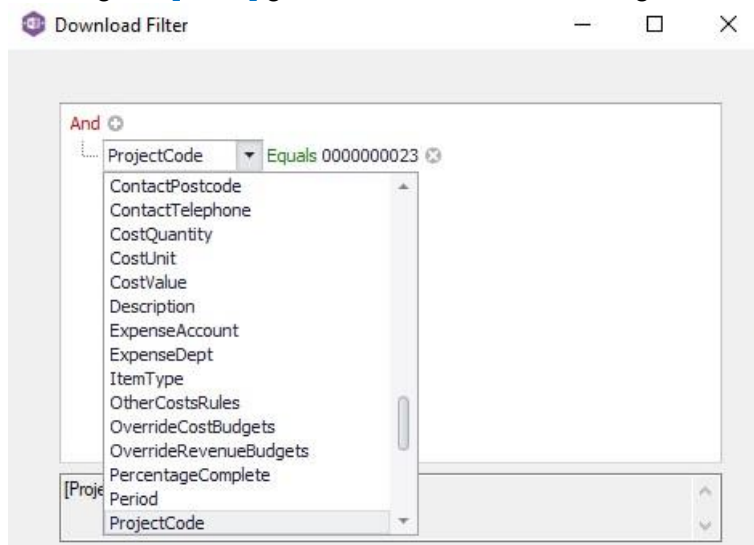 Download Filter
And
ProjectCode Equals 0000000023
ContactPostcode
ContactTelephone
CostQuantity
CostUnit
CostValue
Description
ExpenseAccount
ExpenseDept
ItemType
OtherCostsRules
OverrideCostBudgets
OverrideRevenueBudgets
PercentageComplete
[Proje
Period
ProjectCode